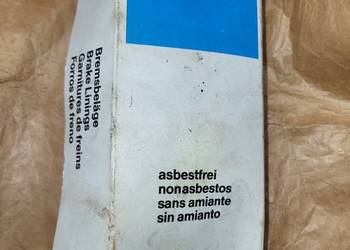 Bremsbeläge
Brake Linings
Garnitures de freins
Forros de freno
asbestfrei
nonasbestos
sans amiante
sin amianto